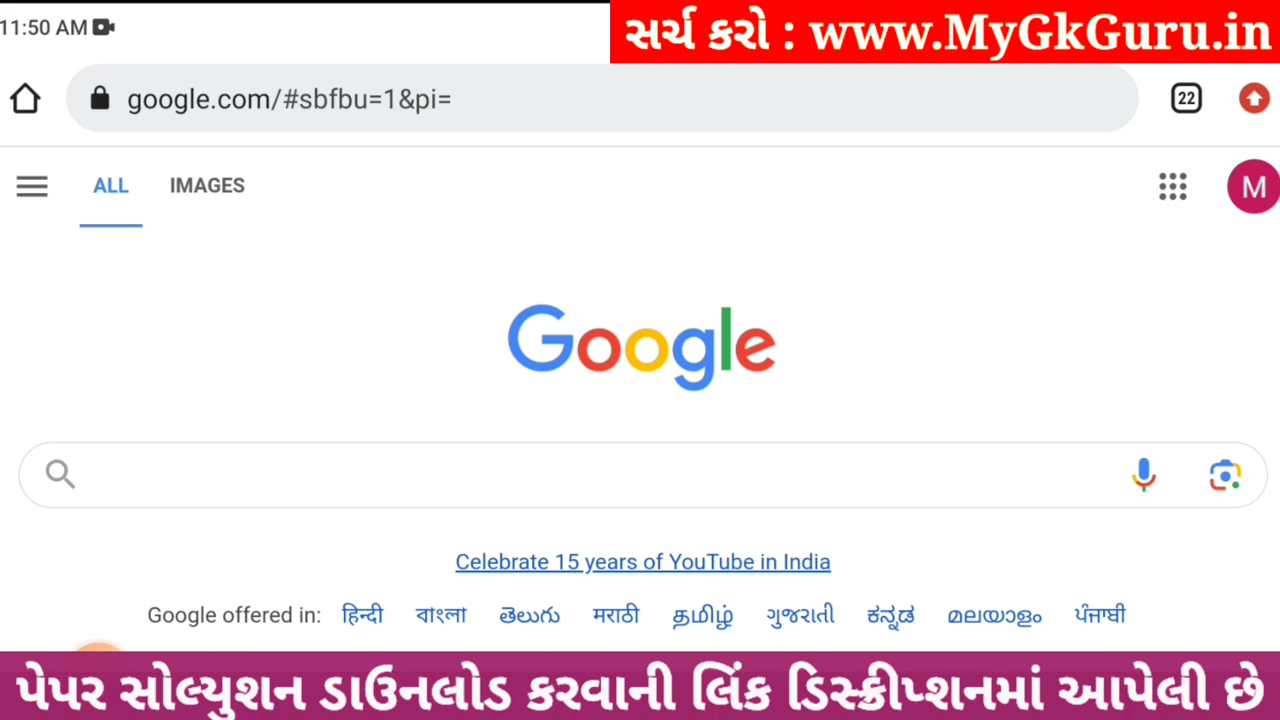 11:50 AM
સર્ચ કરો : www.MyGkGuru.in
google.com/#sbfbu=1&pi=
22
ALL IMAGES
M
Google
Celebrate 15 years of YouTube in India
Google offered in: हिन्दी বাংলা తెలుగు मराठी தமிழ் ગુજરાતી ಕನ್ನಡ മലയാളം ਪੰਜਾਬੀ
પેપર સોલ્યુશન ડાઉનલોડ કરવાની લિંક ડિસ્ક્રીપ્શનમાં આપેલી છે